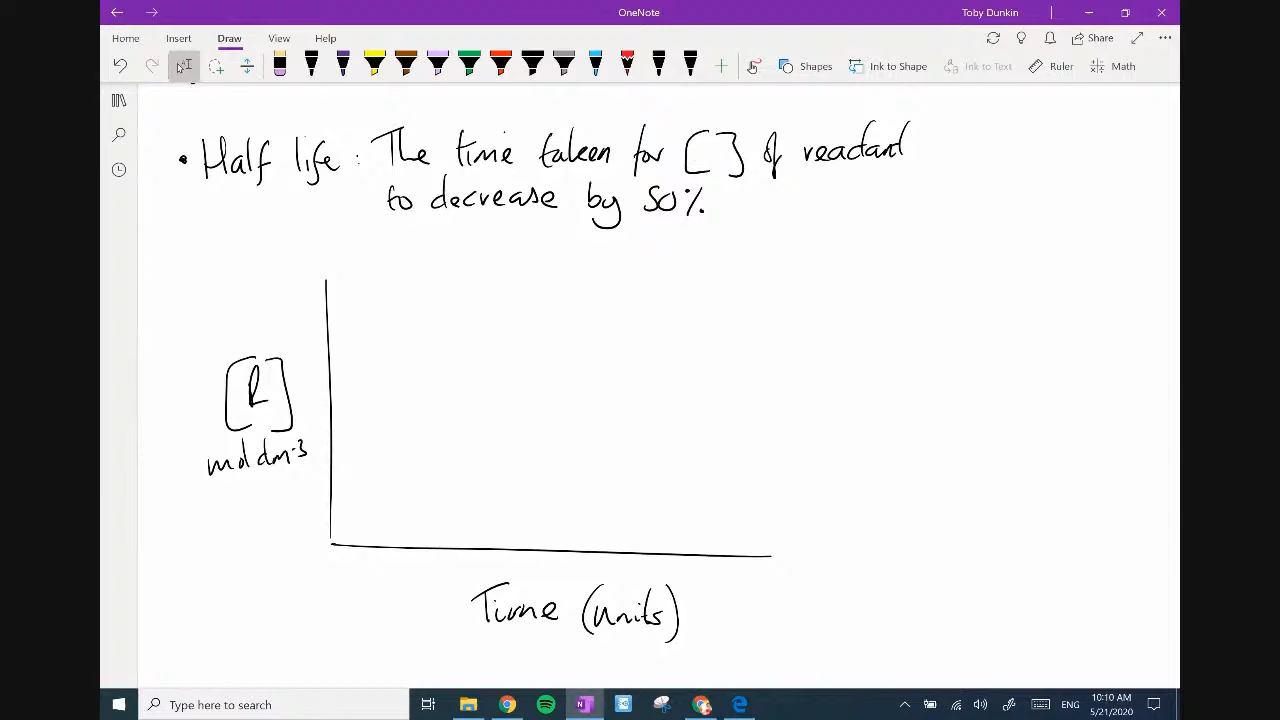 OneNote
Toby Dunkin
Home Insert Draw View Help
Share
Shapes Ink to Shape Ink to Text Ruler Math
• Half life : The time taken for [ ] of reactant
to decrease by 50%
[R]
mol dm-3
Time (units)
Type here to search
ENG
10:10 AM
5/21/2020